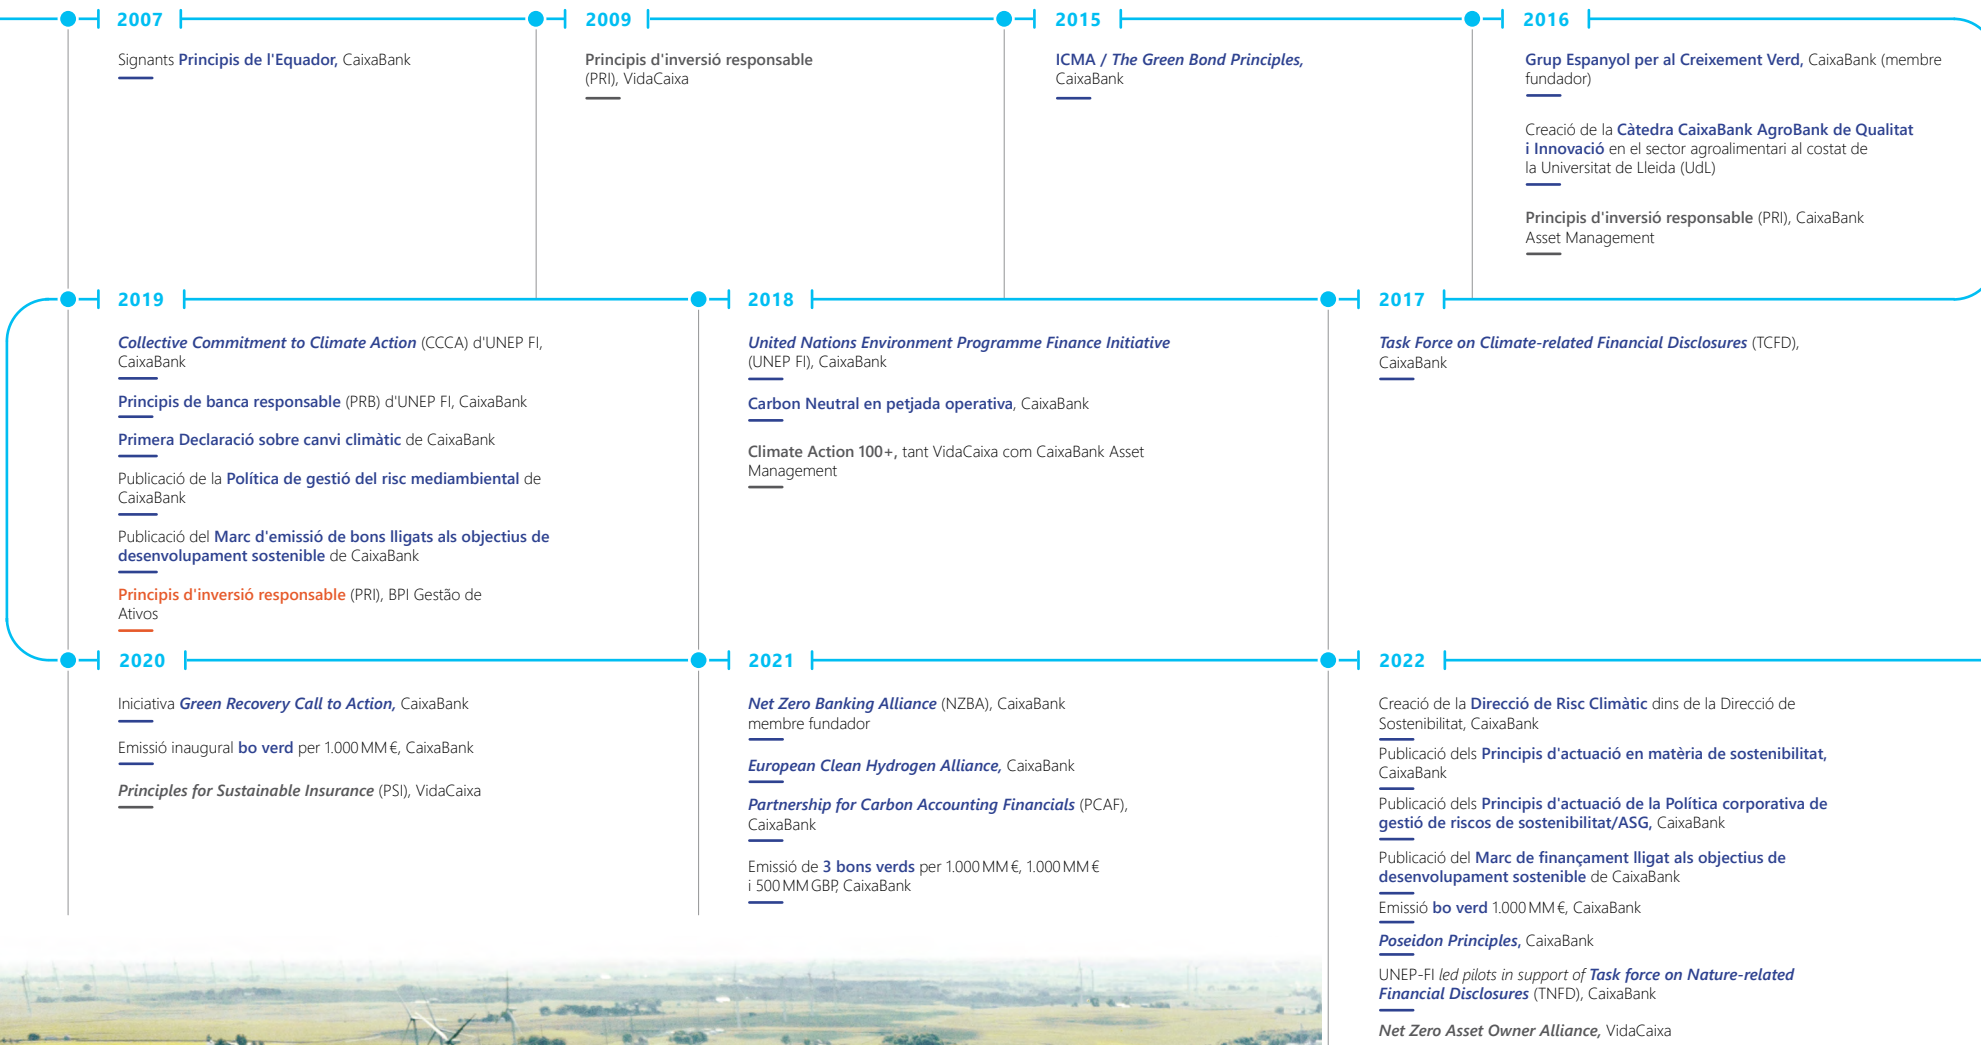 2007
Signants Principis de l'Equador, CaixaBank
2009
Principis d'inversió responsable
(PRI), VidaCaixa
2015
ICMA / The Green Bond Principles,
CaixaBank
2016
Grup Espanyol per al Creixement Verd, CaixaBank (membre
fundador)
Creació de la Càtedra CaixaBank AgroBank de Qualitat
i Innovació en el sector agroalimentari al costat de
la Universitat de Lleida (UdL)
Principis d'inversió responsable (PRI), CaixaBank
Asset Management
2017
Task Force on Climate-related Financial Disclosures (TCFD),
CaixaBank
2018
United Nations Environment Programme Finance Initiative
(UNEP FI), CaixaBank
Carbon Neutral en petjada operativa, CaixaBank
Climate Action 100+, tant VidaCaixa com CaixaBank Asset
Management
2019
Collective Commitment to Climate Action (CCCA) d'UNEP FI,
CaixaBank
Principis de banca responsable (PRB) d'UNEP FI, CaixaBank
Primera Declaració sobre canvi climàtic de CaixaBank
Publicació de la Política de gestió del risc mediambiental de
CaixaBank
Publicació del Marc d'emissió de bons lligats als objectius de
desenvolupament sostenible de CaixaBank
Principis d'inversió responsable (PRI), BPI Gestão de
Ativos
2020
Iniciativa Green Recovery Call to Action, CaixaBank
Emissió inaugural bo verd per 1.000 MM €, CaixaBank
Principles for Sustainable Insurance (PSI), VidaCaixa
2021
Net Zero Banking Alliance (NZBA), CaixaBank
membre fundador
European Clean Hydrogen Alliance, CaixaBank
Partnership for Carbon Accounting Financials (PCAF),
CaixaBank
Emissió de 3 bons verds per 1.000 MM €, 1.000 MM €
i 500 MM GBP, CaixaBank
2022
Creació de la Direcció de Risc Climàtic dins de la Direcció de
Sostenibilitat, CaixaBank
Publicació dels Principis d'actuació en matèria de sostenibilitat,
CaixaBank
Publicació dels Principis d'actuació de la Política corporativa de
gestió de riscos de sostenibilitat/ASG, CaixaBank
Publicació del Marc de finançament lligat als objectius de
desenvolupament sostenible de CaixaBank
Emissió bo verd 1.000 MM €, CaixaBank
Poseidon Principles, CaixaBank
UNEP-FI led pilots in support of Task force on Nature-related
Financial Disclosures (TNFD), CaixaBank
Net Zero Asset Owner Alliance, VidaCaixa